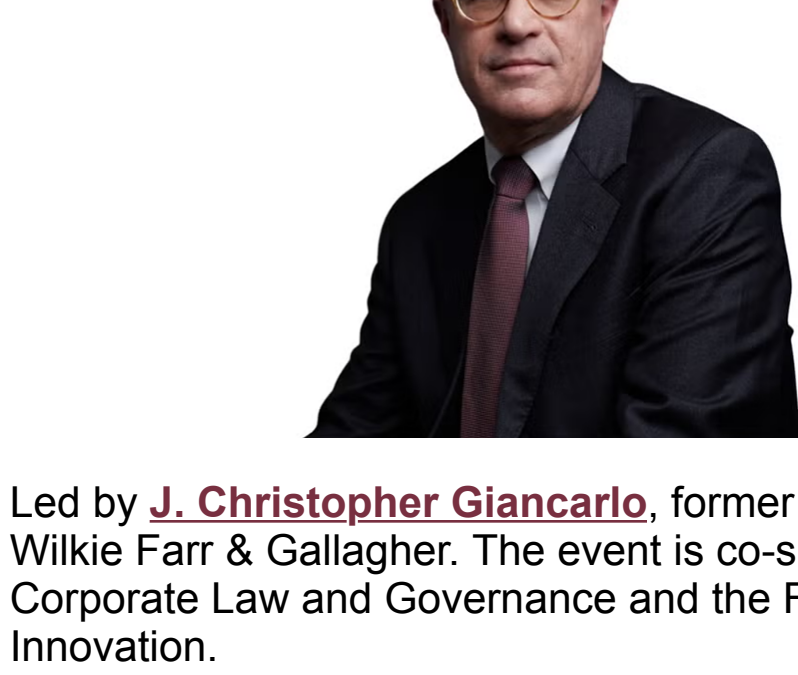 Led by J. Christopher Giancarlo, former
Wilkie Farr & Gallagher. The event is co-s
Corporate Law and Governance and the
Innovation.